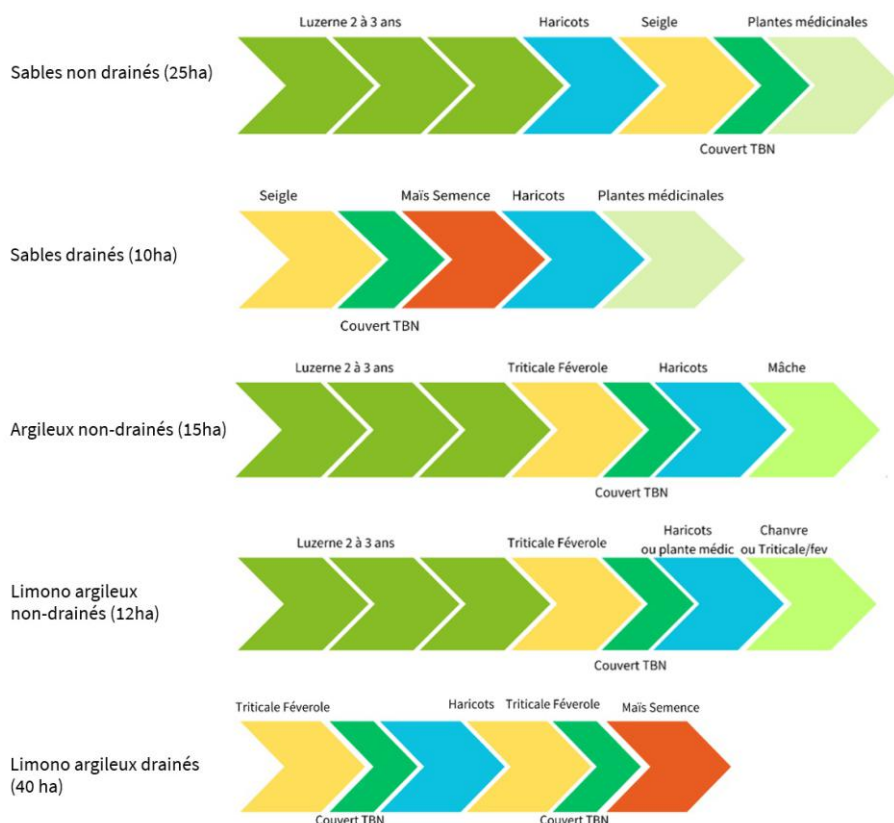 Luzerne 2 à 3 ans Haricots Seigle Plantes médicinales
Sables non drainés (25ha)
Couvert TBN
Seigle Maïs Semence Haricots Plantes médicinales
Sables drainés (10ha)
Couvert TBN
Luzerne 2 à 3 ans Triticale Féverole Haricots Mâche
Argileux non-drainés (15ha)
Couvert TBN
Luzerne 2 à 3 ans Triticale Féverole Haricots Chanvre
ou plante médic ou Triticale/fev
Limono argileux
non-drainés (12ha)
Couvert TBN
Triticale Féverole Haricots Triticale Féverole Maïs Semence
Limono argileux drainés
(40 ha)
Couvert TBN Couvert TBN